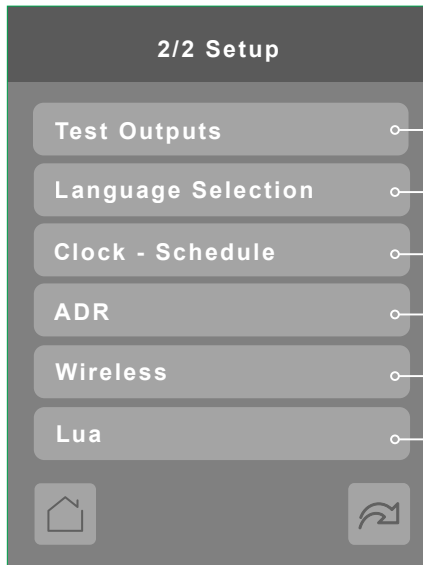 2/2 Setup
Test Outputs
Language Selection
Clock - Schedule
ADR
Wireless
Lua